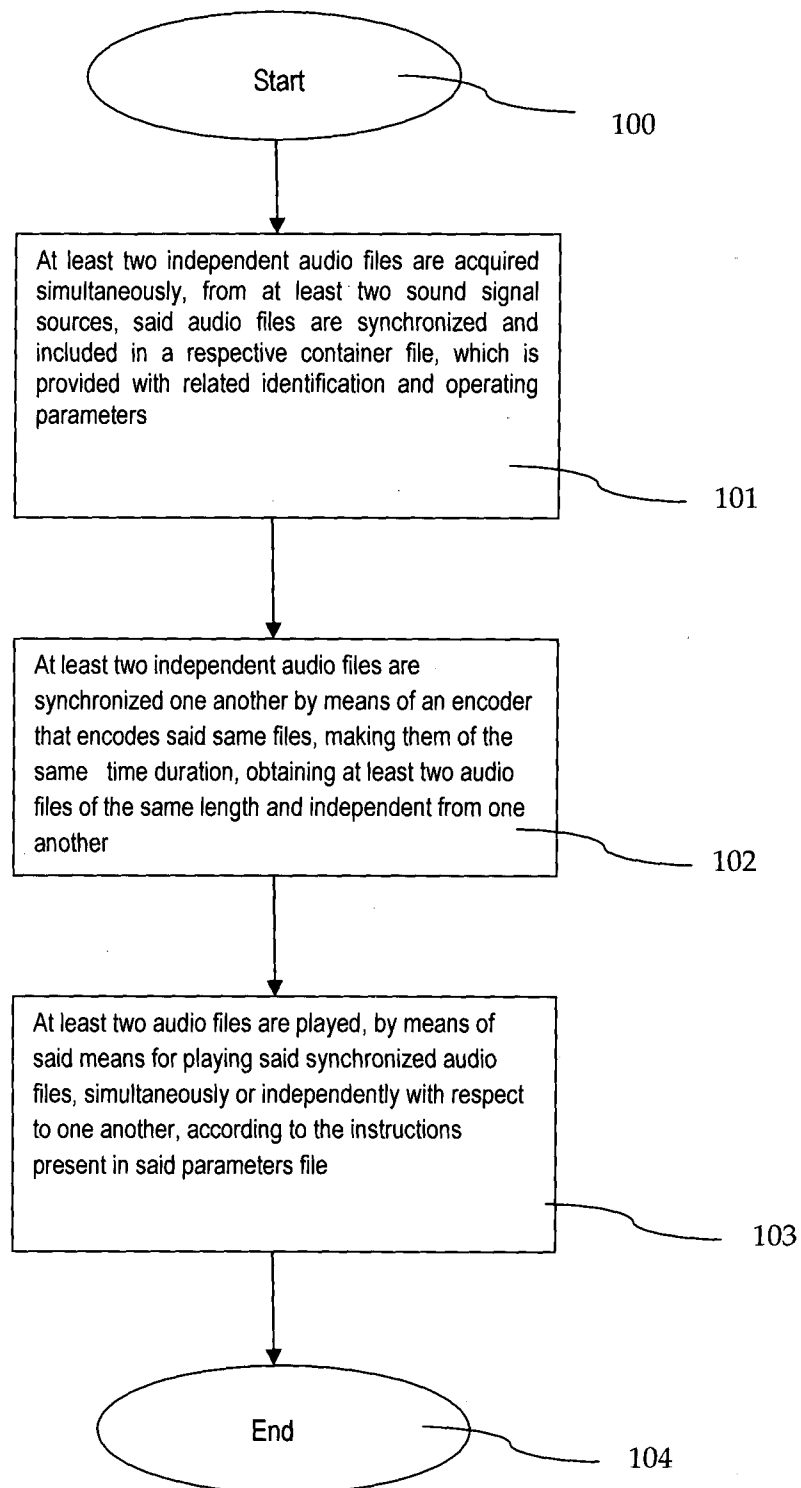 Start
100
At least two independent audio files are acquired
simultaneously, from at least two sound signal
sources, said audio files are synchronized and
included in a respective container file, which is
provided with related identification and operating
parameters
101
At least two independent audio files are
synchronized one another by means of an encoder
that encodes said same files, making them of the
same time duration, obtaining at least two audio
files of the same length and independent from one
another
102
At least two audio files are played, by means of
said means for playing said synchronized audio
files, simultaneously or independently with respect
to one another, according to the instructions
present in said parameters file
103
End
104